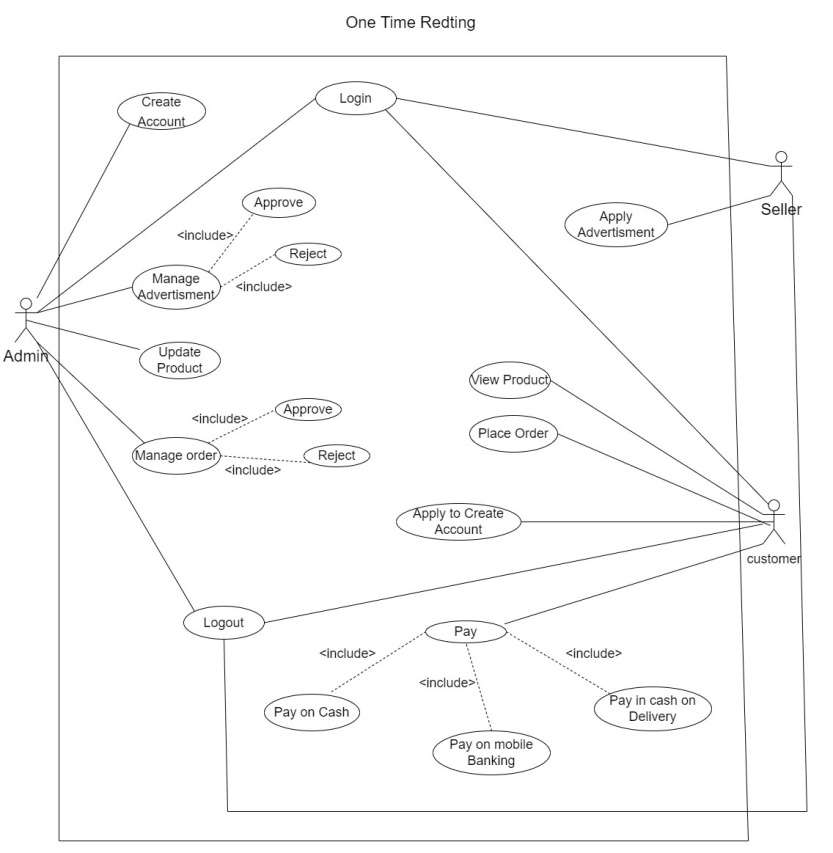 One Time Redting
Create
Account
Login
Approve
<include>
Reject
Manage
Advertisment
<include>
Apply
Advertisment
Seller
Admin
Update
Product
View Product
Approve
<include>
Place Order
Manage order
Reject
<include>
Apply to Create
Account
customer
Logout
Pay
<include>
<include>
<include>
Pay on Cash
Pay in cash on
Delivery
Pay on mobile
Banking